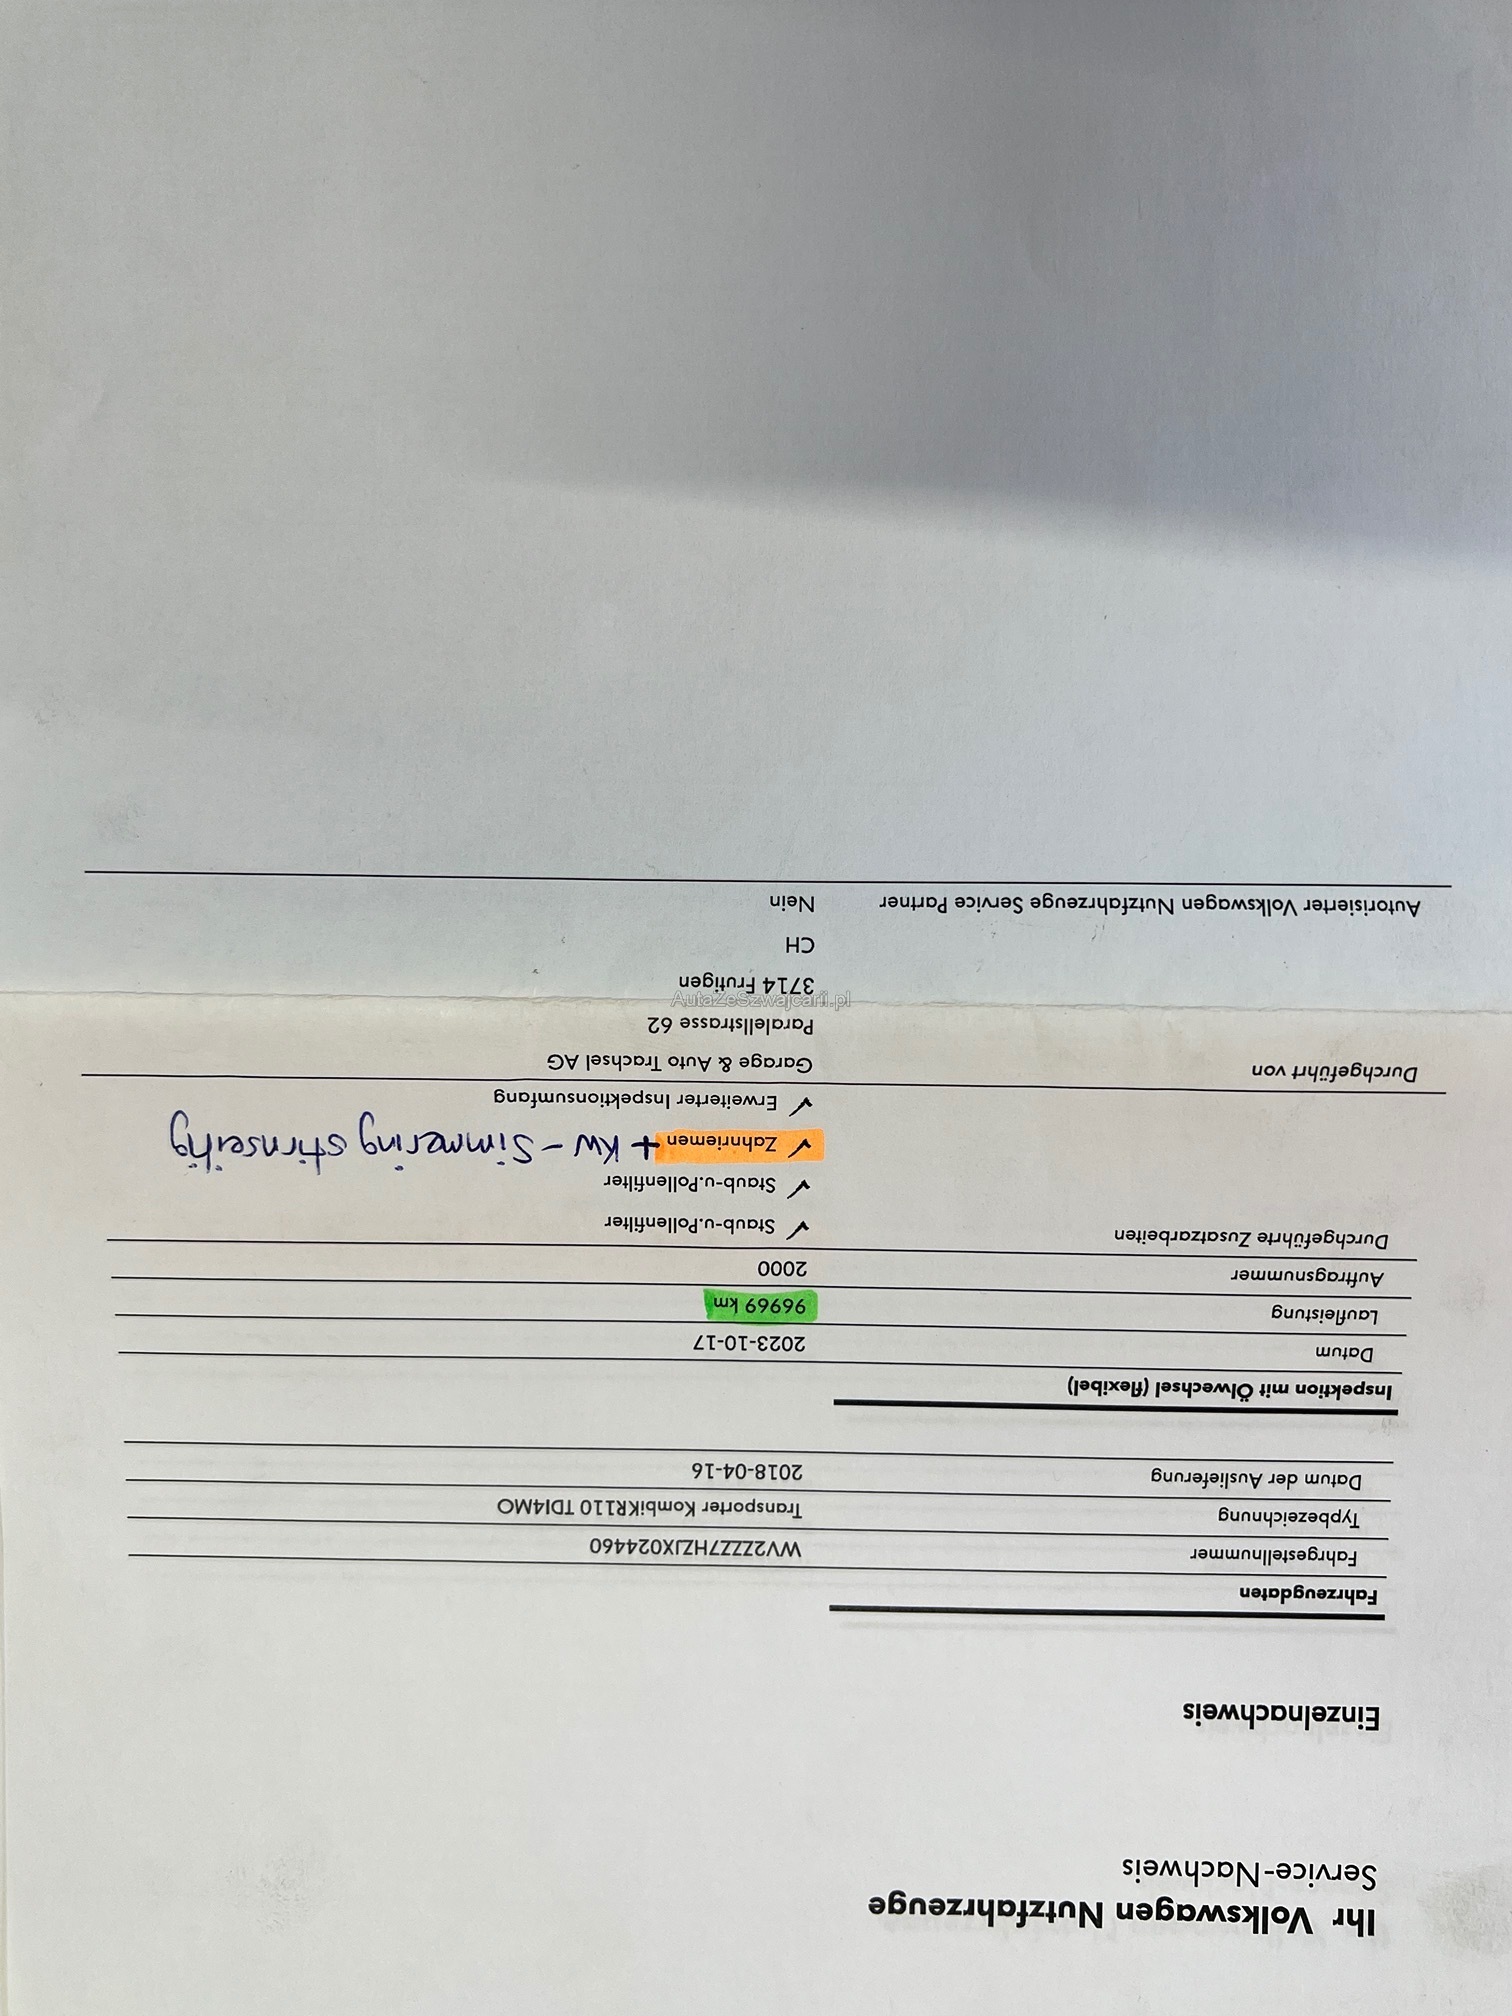 Ihr Volkswagen Nutzfahrzeuge
Service-Nachweis
Einzelnachweis
Fahrzeugdaten
Fahrgestellnummer WV2ZZZ7HZJX024460
Typbezeichnung Transporter KombiKR110 TDI4MO
Datum der Auslieferung 2018-04-16
Inspektion mit Ölwechsel (flexibel)
Datum 2023-10-17
Laufleistung 96969 km
Auftragsnummer 2000
Durchgeführte Zusatzarbeiten ✓ Staub-u.Pollenfilter
✓ Staub-u.Pollenfilter
✓ Zahnriemen + KW - Simmering stirnseitig
✓ Erweiterter Inspektionsumfang
Durchgeführt von Garage & Auto Trachsel AG
Paralellstrasse 62
3714 Frutigen
CH
Autorisierter Volkswagen Nutzfahrzeuge Service Partner Nein
AutaZeSzwajcarii.pl